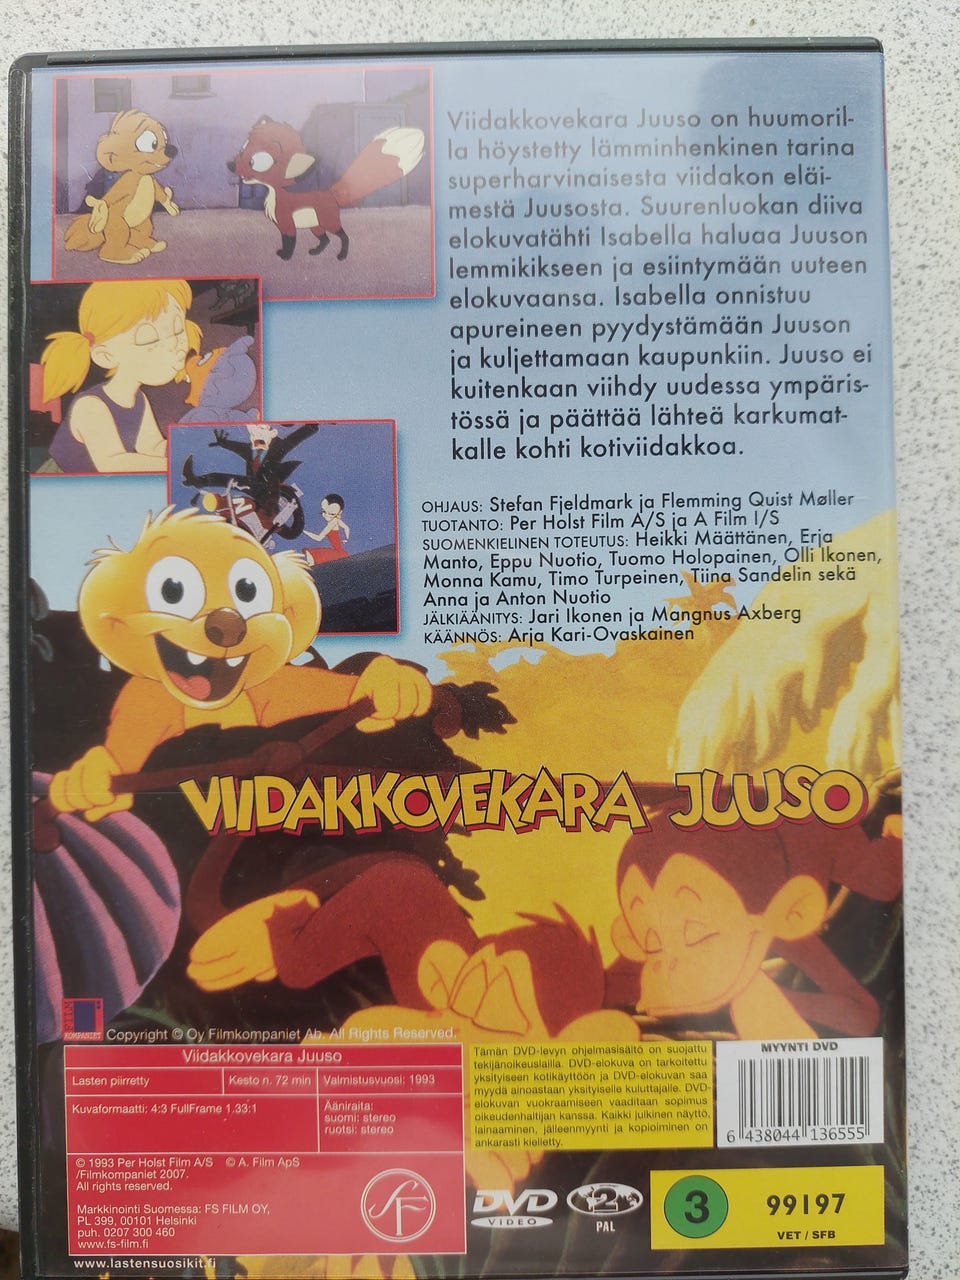 Viidakkovekara Juuso on huumoril-
la höystetty lämminhenkinen tarina
superharvinaisesta viidakon eläi-
mestä Juusosta. Suurenluokan diiva
elokuvatähti Isabella haluaa Juuson
lemmikikseen ja esiintymään uuteen
elokuvaansa. Isabella onnistuu
apureineen pyydystämään Juuson
ja kuljettamaan kaupunkiin. Juuso ei
kuitenkaan viihdy uudessa ympäris-
tössä ja päättää lähteä karkumat-
kalle kohti kotiviidakkoa.
OHJAUS: Stefan Fjeldmark ja Flemming Quist Møller
TUOTANTO: Per Holst Film A/S ja A Film I/S
SUOMENKIELINEN TOTEUTUS: Heikki Määttänen, Erja
Manto, Eppu Nuotio, Tuomo Holopainen, Olli Ikonen,
Monna Kamu, Timo Turpeinen, Tiina Sandelin sekä
Anna ja Anton Nuotio
JÄLKIÄÄNITYS: Jari Ikonen ja Mangnus Axberg
KÄÄNNÖS: Arja Kari-Ovaskainen
VIIDAKKOVEKARA JUUSO
FILM
KOMPANIET
Copyright © Oy Filmkompaniet Ab. All Rights Reserved.
Viidakkovekara Juuso
Lasten piirretty
Kesto n. 72 min
Valmistusvuosi: 1993
Kuvaformaatti: 4:3 FullFrame 1.33:1
Ääniraita:
suomi: stereo
ruotsi: stereo
© 1993 Per Holst Film A/S © A. Film ApS
/Filmkompaniet 2007.
All rights reserved.
Markkinointi Suomessa: FS FILM OY,
PL 399, 00101 Helsinki
puh. 0207 300 460
www.fs-film.fi
SF
www.lastensuosikit.fi
Tämän DVD-levyn ohjelmasisältö on suojattu
tekijänoikeuslailla. DVD-elokuva on tarkoitettu
yksityiseen kotikäyttöön ja DVD-elokuvan saa
myydä ainoastaan yksityiselle kuluttajalle. DVD-
elokuvan vuokraamiseen vaaditaan sopimus
oikeudenhaltijan kanssa. Kaikki julkinen näyttö,
lainaaminen, jälleenmyynti ja kopioiminen on
ankarasti kielletty.
MYYNTI DVD
6 438044 136555
DVD
VIDEO
2
PAL
3
99197
VET / SFB